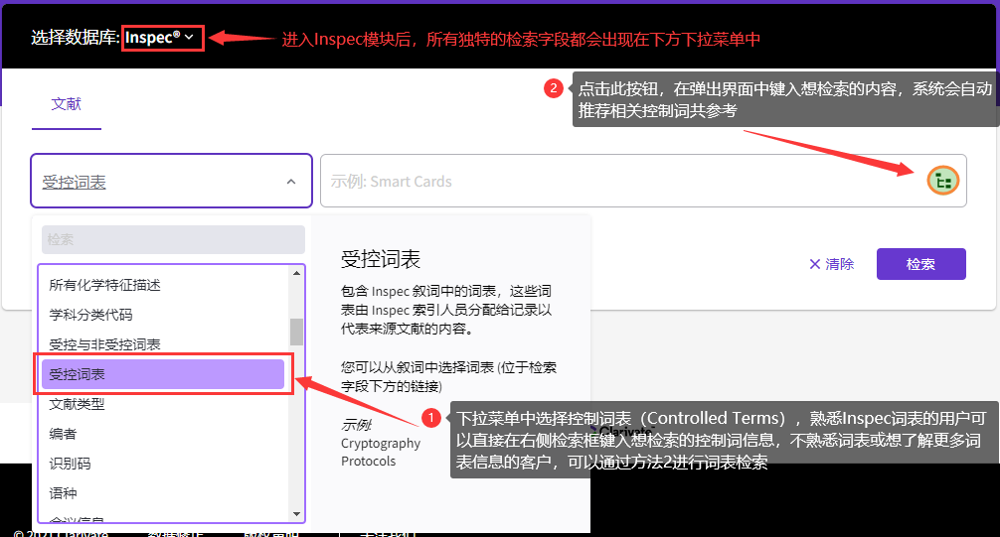 选择数据库: Inspec®
进入Inspec模块后，所有独特的检索字段都会出现在下方下拉菜单中
2
点击此按钮，在弹出界面中键入想检索的内容，系统会自动
推荐相关控制词共参考
文献
受控词表
示例: Smart Cards
检索
清除
检索
所有化学特征描述
学科分类代码
受控与非受控词表
受控词表
文献类型
编者
识别码
语种
会议信息
受控词表
包含 Inspec 叙词中的词表，这些词
表由 Inspec 索引人员分配给记录以
代表来源文献的内容。
您可以从叙词中选择词表 (位于检索
字段下方的链接)
示例:
Cryptography
Protocols
1
下拉菜单中选择控制词表（Controlled Terms），熟悉Inspec词表的用户可
以直接在右侧检索框键入想检索的控制词信息，不熟悉词表或想了解更多词
表信息的客户，可以通过方法2进行词表检索
Clarivate
© 2021 Clarivate
版权声明